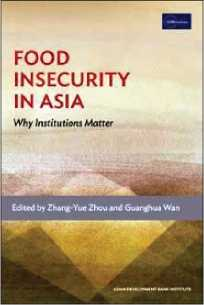 FOOD
INSECURITY
IN ASIA
Why Institutions Matter
Edited by Zhang-Yue Zhou and Guanghua Wan
ASIAN DEVELOPMENT BANK INSTITUTE